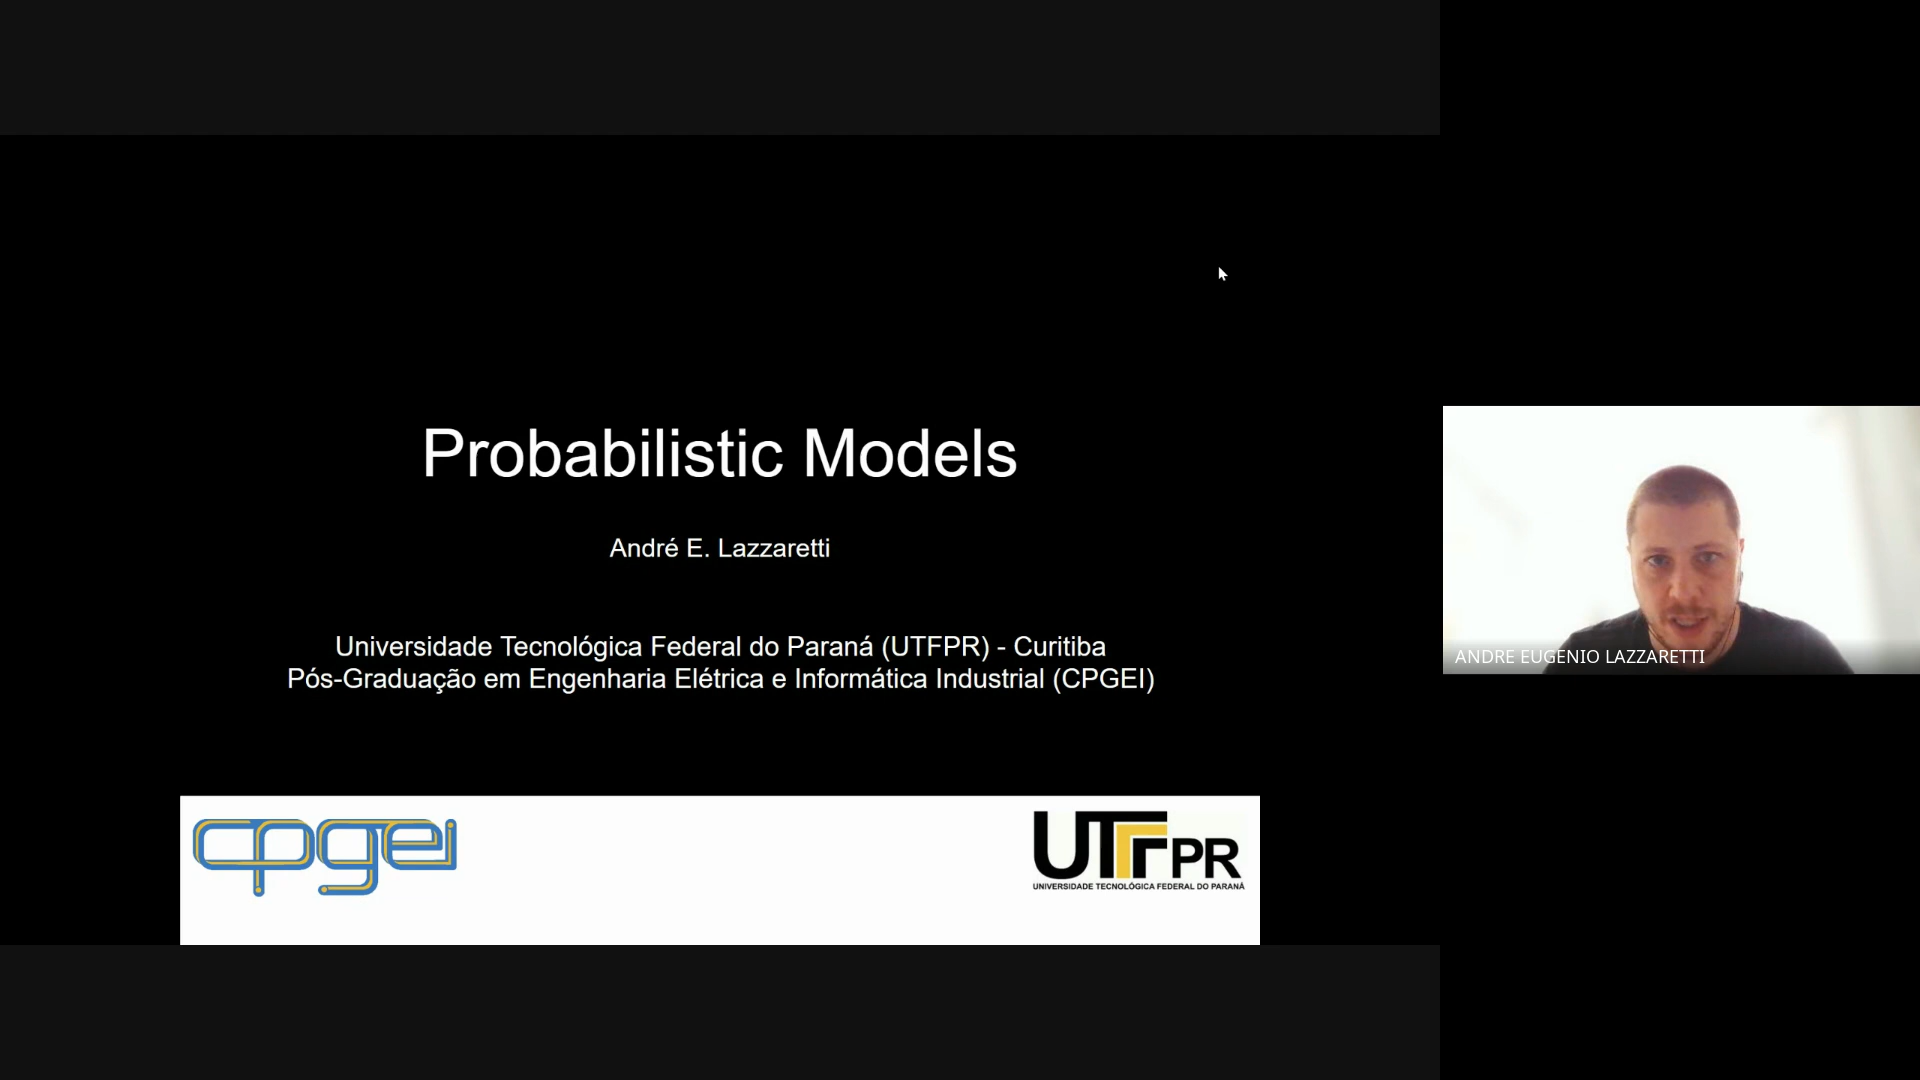 Probabilistic Models
André E. Lazzaretti
Universidade Tecnológica Federal do Paraná (UTFPR) - Curitiba
Pós-Graduação em Engenharia Elétrica e Informática Industrial (CPGEI)
ANDRE EUGENIO LAZZARETTI
cpgei
UTFPR
UNIVERSIDADE TECNOLÓGICA FEDERAL DO PARANÁ